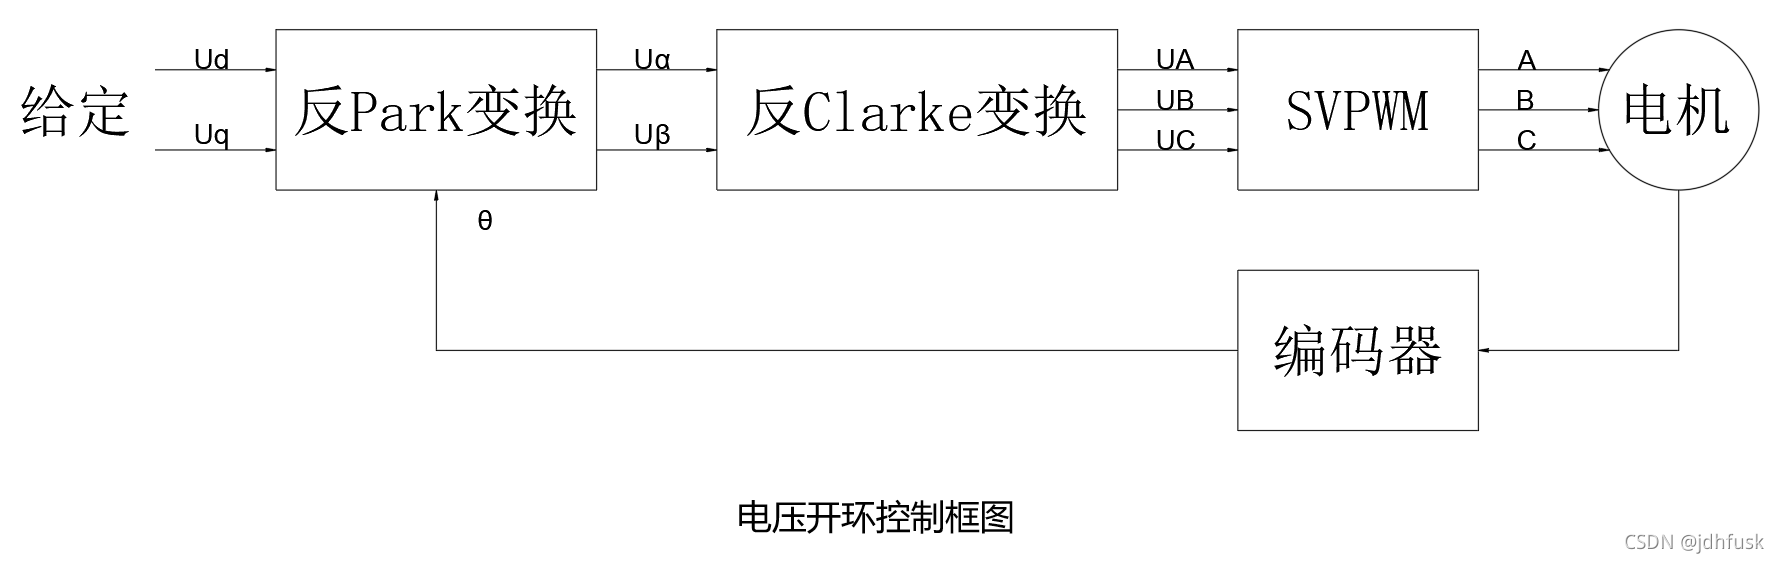 给定
Ud
Uq
反Park变换
θ
Uα
Uβ
反Clarke变换
UA
UB
UC
SVPWM
A
B
C
电机
编码器
电压开环控制框图
CSDN @jdhfusk